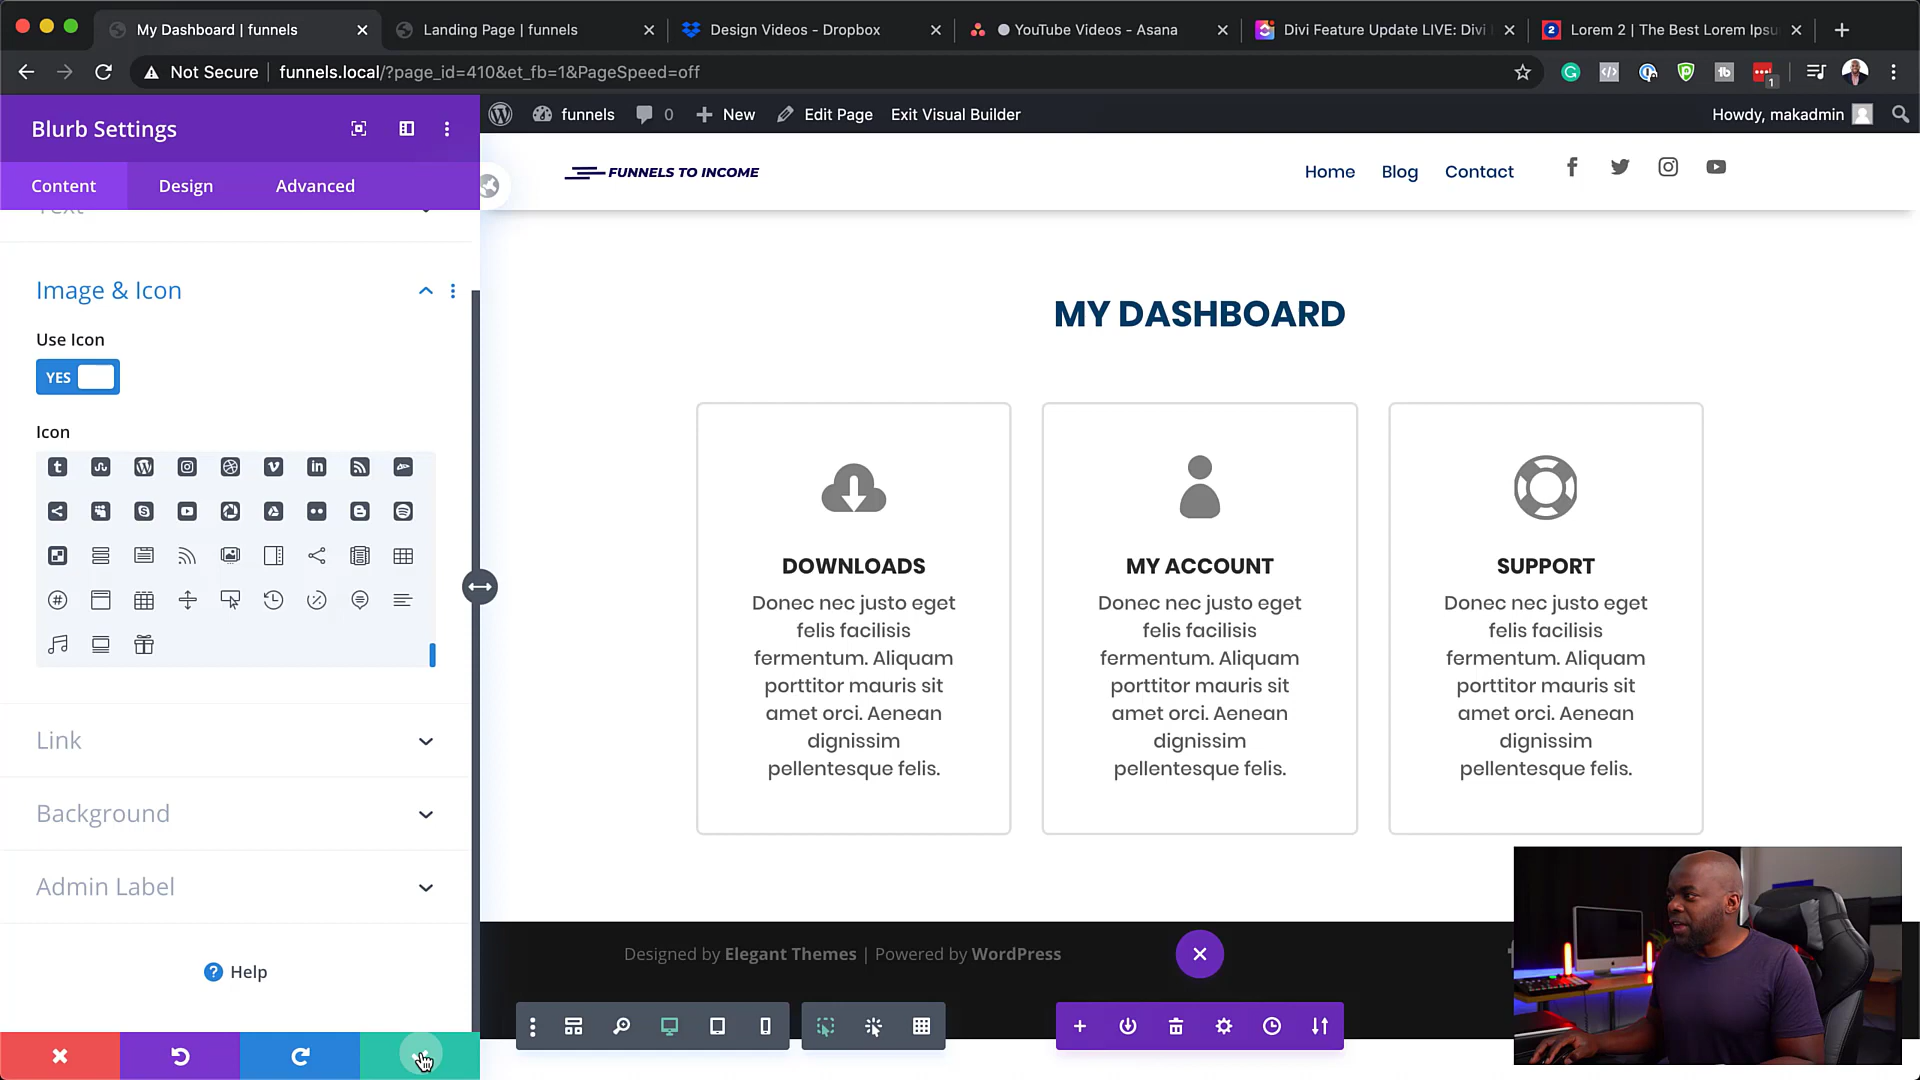 My Dashboard | funnels
Landing Page | funnels
Design Videos - Dropbox
YouTube Videos - Asana
Divi Feature Update LIVE: Divi
Lorem 2 | The Best Lorem Ipsu
Not Secure
funnels.local/?page_id=410&et_fb=1&PageSpeed=off
1
Blurb Settings
funnels
0
New
Edit Page
Exit Visual Builder
Howdy, makadmin
Content
Design
Advanced
FUNNELS TO INCOME
Home
Blog
Contact
Text
Image & Icon
Use Icon
YES
Icon
Link
Background
Admin Label
Help
MY DASHBOARD
DOWNLOADS
Donec nec justo eget
felis facilisis
fermentum. Aliquam
porttitor mauris sit
amet orci. Aenean
dignissim
pellentesque felis.
MY ACCOUNT
Donec nec justo eget
felis facilisis
fermentum. Aliquam
porttitor mauris sit
amet orci. Aenean
dignissim
pellentesque felis.
SUPPORT
Donec nec justo eget
felis facilisis
fermentum. Aliquam
porttitor mauris sit
amet orci. Aenean
dignissim
pellentesque felis.
Designed by Elegant Themes | Powered by WordPress